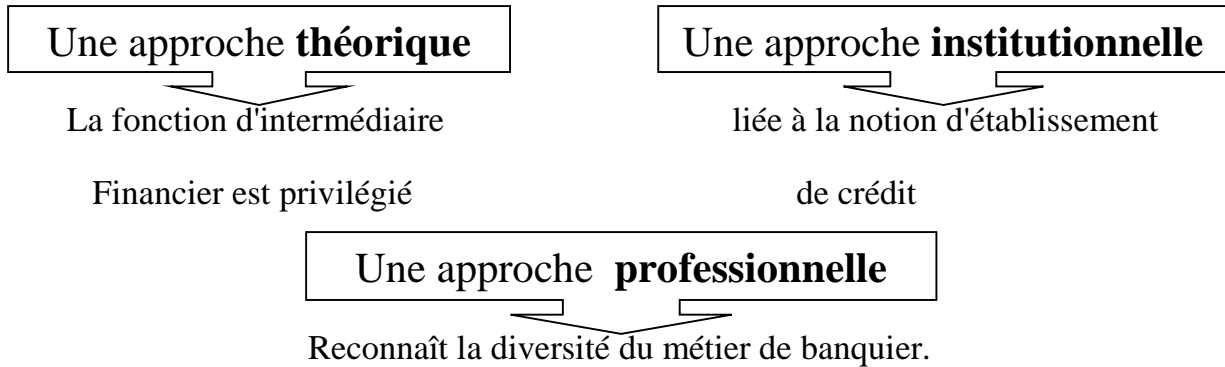 Une approche théorique
La fonction d'intermédiaire
Financier est privilégié
Une approche institutionnelle
liée à la notion d'établissement
de crédit
Une approche professionnelle
Reconnaît la diversité du métier de banquier.